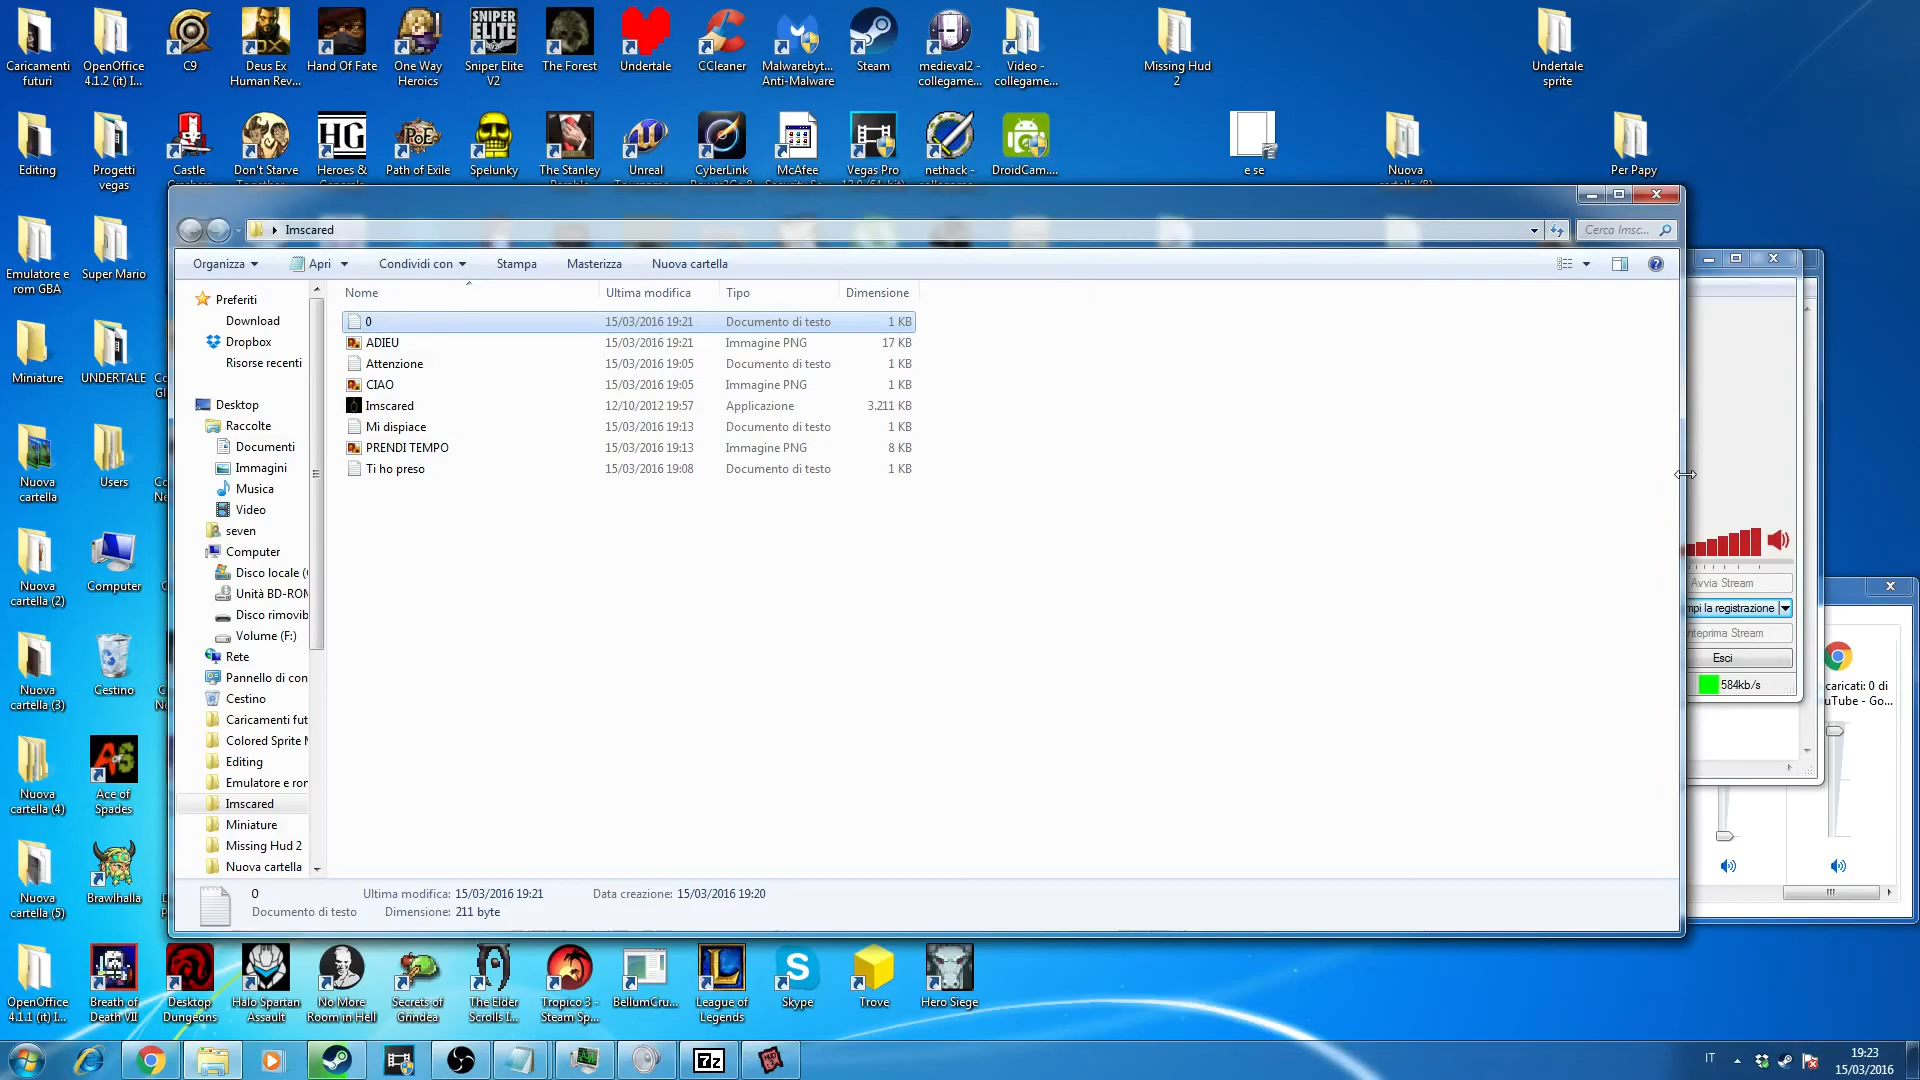 Caricamenti futuri
OpenOffice 4.1.2 (it) I...
C9
Deus Ex Human Rev...
Hand Of Fate
One Way Heroics
Sniper Elite V2
The Forest
Undertale
CCleaner
Malwarebyt... Anti-Malware
Steam
medieval2 - collegame...
Video - collegame...
Missing Hud 2
Undertale sprite
Editing
Progetti vegas
Castle
Don't Starve
Heroes &
Path of Exile
Spelunky
The Stanley
Unreal
CyberLink
McAfee
Vegas Pro
nethack -
DroidCam....
e se
Nuova
Per Papy
Emulatore e rom GBA
Super Mario
Miniature
UNDERTALE
Nuova cartella
Users
Nuova cartella (2)
Computer
Nuova cartella (3)
Cestino
Nuova cartella (4)
Ace of Spades
Nuova cartella (5)
Brawlhalla
Imscared
Cerca Imsc...
Organizza
Apri
Condividi con
Stampa
Masterizza
Nuova cartella
Preferiti
Download
Dropbox
Risorse recenti
Desktop
Raccolte
Documenti
Immagini
Musica
Video
seven
Computer
Disco locale (
Unità BD-ROM
Disco rimovib
Volume (F:)
Rete
Pannello di con
Cestino
Caricamenti fut
Colored Sprite M
Editing
Emulatore e ror
Imscared
Miniature
Missing Hud 2
Nuova cartella
Nome Ultima modifica Tipo Dimensione
0 15/03/2016 19:21 Documento di testo 1 KB
ADIEU 15/03/2016 19:21 Immagine PNG 17 KB
Attenzione 15/03/2016 19:05 Documento di testo 1 KB
CIAO 15/03/2016 19:05 Immagine PNG 1 KB
Imscared 12/10/2012 19:57 Applicazione 3.211 KB
Mi dispiace 15/03/2016 19:13 Documento di testo 1 KB
PRENDI TEMPO 15/03/2016 19:13 Immagine PNG 8 KB
Ti ho preso 15/03/2016 19:08 Documento di testo 1 KB
0 Ultima modifica: 15/03/2016 19:21 Data creazione: 15/03/2016 19:20
Documento di testo Dimensione: 211 byte
Avvia Stream
mpi la registrazione
nteprima Stream
Esci
584kb/s
caricati: 0 di
uTube - Go...
OpenOffice 4.1.1 (it) I...
Breath of Death VII
Desktop Dungeons
Halo Spartan Assault
No More Room in Hell
Secrets of Grindea
The Elder Scrolls I...
Tropico 3 - Steam Sp...
BellumCru...
League of Legends
Skype
Trove
Hero Siege
IT
19:23
15/03/2016